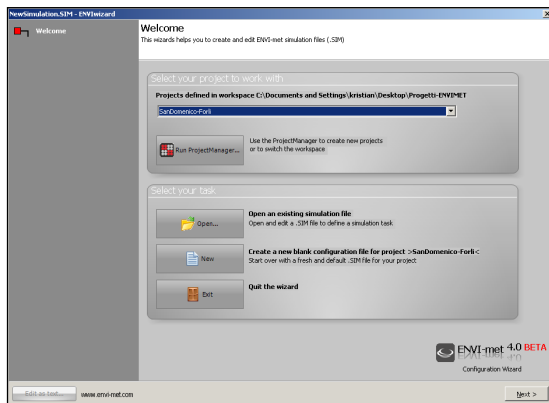 NewSimulation.SIM - ENVIwizard
Welcome
Welcome
This wizards helps you to create and edit ENVI-met simulation files (.SIM)
Select your project to work with
Projects defined in workspace C:\Documents and Settings\kristian\Desktop\Progetti-ENVIMET
SanDomenico-Forlì
Run ProjectManager...
Use the ProjectManager to create new projects
or to switch the workspace
Select your task
Open...
Open an existing simulation file
Open and edit a .SIM file to define a simulation task
New
Create a new blank configuration file for project >SanDomenico-Forlì<
Start over with a fresh and default .SIM file for your project
Exit
Quit the wizard
ENVI-met 4.0 BETA
Configuration Wizard
Edit as text...
www.envi-met.com
Next >